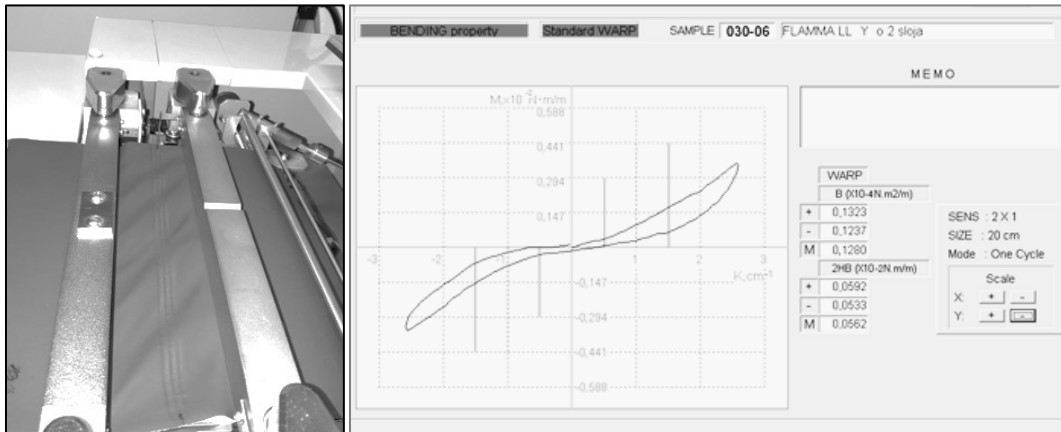 BENDING property Standard WARP SAMPLE 030-06 FLAMMA LL Y o 2 sloja
MEMO
M,x10⁻² N·m/m
0,588
0,441
0,294
0,147
-3 -2 -1 1 2 3
K,cm⁻¹
-0,147
-0,294
-0,441
-0,588
WARP
B (X10-4N.m2/m)
+ 0,1323
- 0,1237
M 0,1280
2HB (X10-2N.m/m)
+ 0,0592
- 0,0533
M 0,0562
SENS : 2 X 1
SIZE : 20 cm
Mode : One Cycle
Scale
X: + -
Y: + -